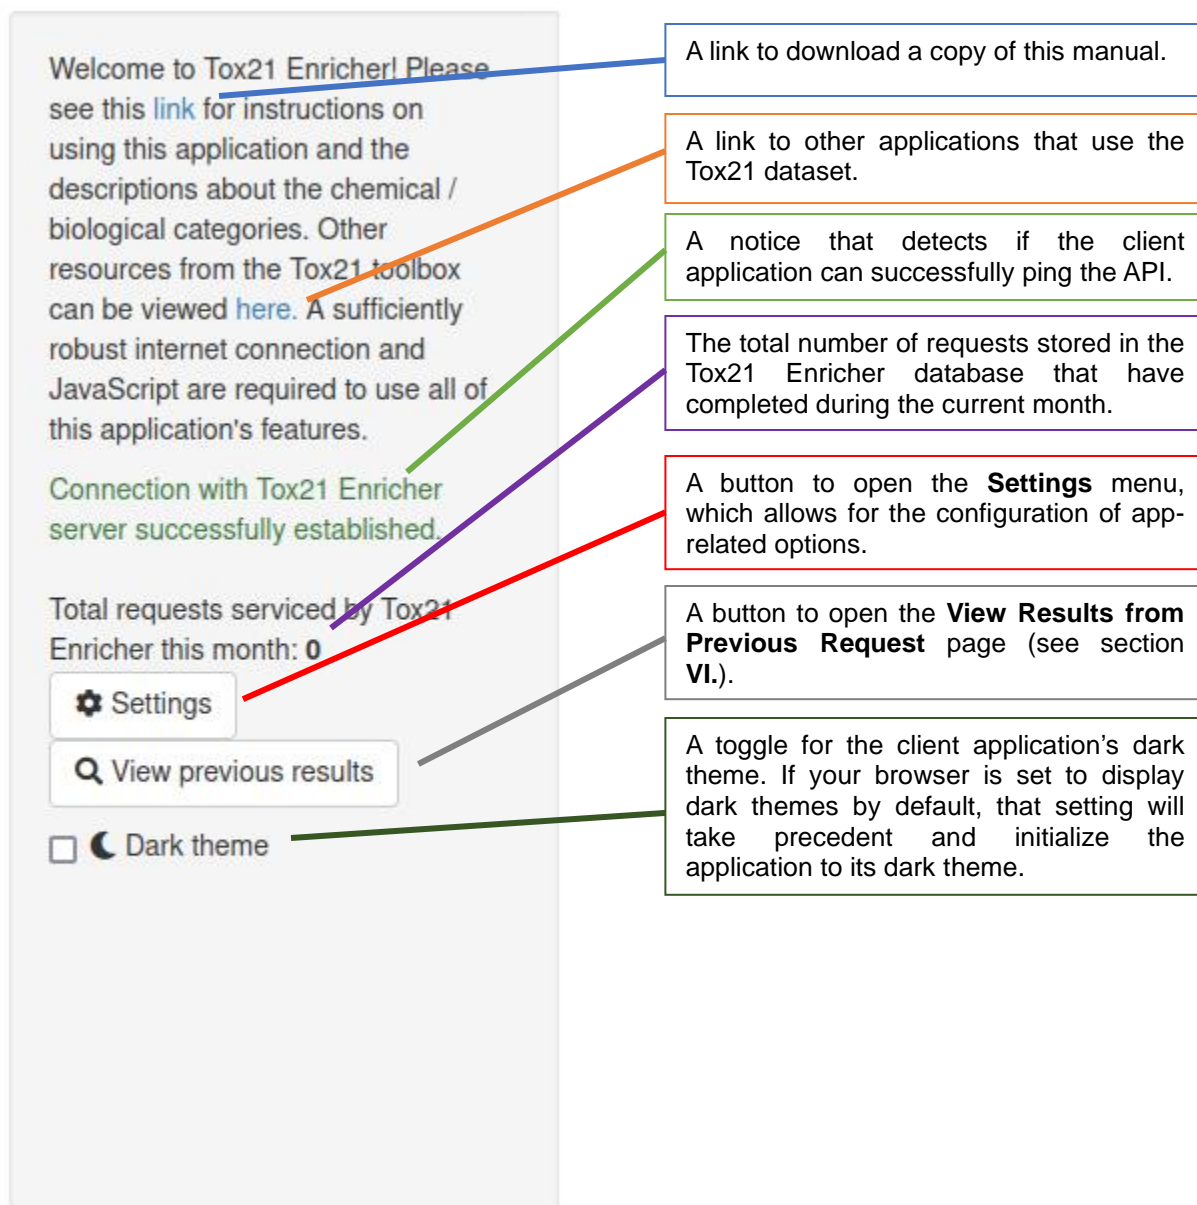 Welcome to Tox21 Enricher! Please
see this link for instructions on
using this application and the
descriptions about the chemical /
biological categories. Other
resources from the Tox21 toolbox
can be viewed here. A sufficiently
robust internet connection and
JavaScript are required to use all of
this application's features.
Connection with Tox21 Enricher
server successfully established.
Total requests serviced by Tox21
Enricher this month: 0
Settings
View previous results
Dark theme
A link to download a copy of this manual.
A link to other applications that use the
Tox21 dataset.
A notice that detects if the client
application can successfully ping the API.
The total number of requests stored in the
Tox21 Enricher database that have
completed during the current month.
A button to open the Settings menu,
which allows for the configuration of app-
related options.
A button to open the View Results from
Previous Request page (see section
VI.).
A toggle for the client application’s dark
theme. If your browser is set to display
dark themes by default, that setting will
take precedent and initialize the
application to its dark theme.